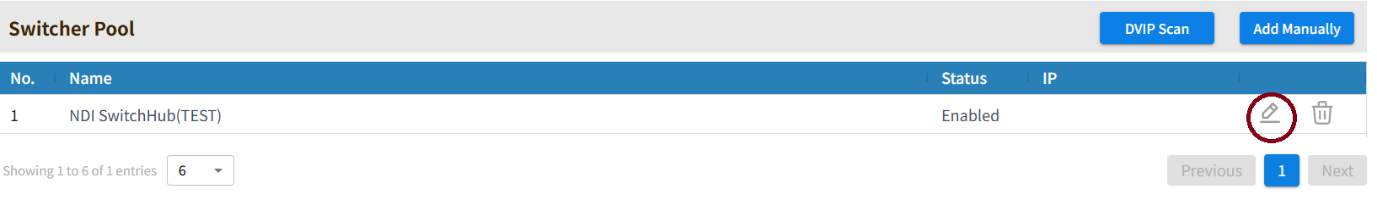 Switcher Pool DVIP Scan Add Manually
No. Name Status IP
1 NDI SwitchHub(TEST) Enabled
Showing 1 to 6 of 1 entries 6 Previous 1 Next